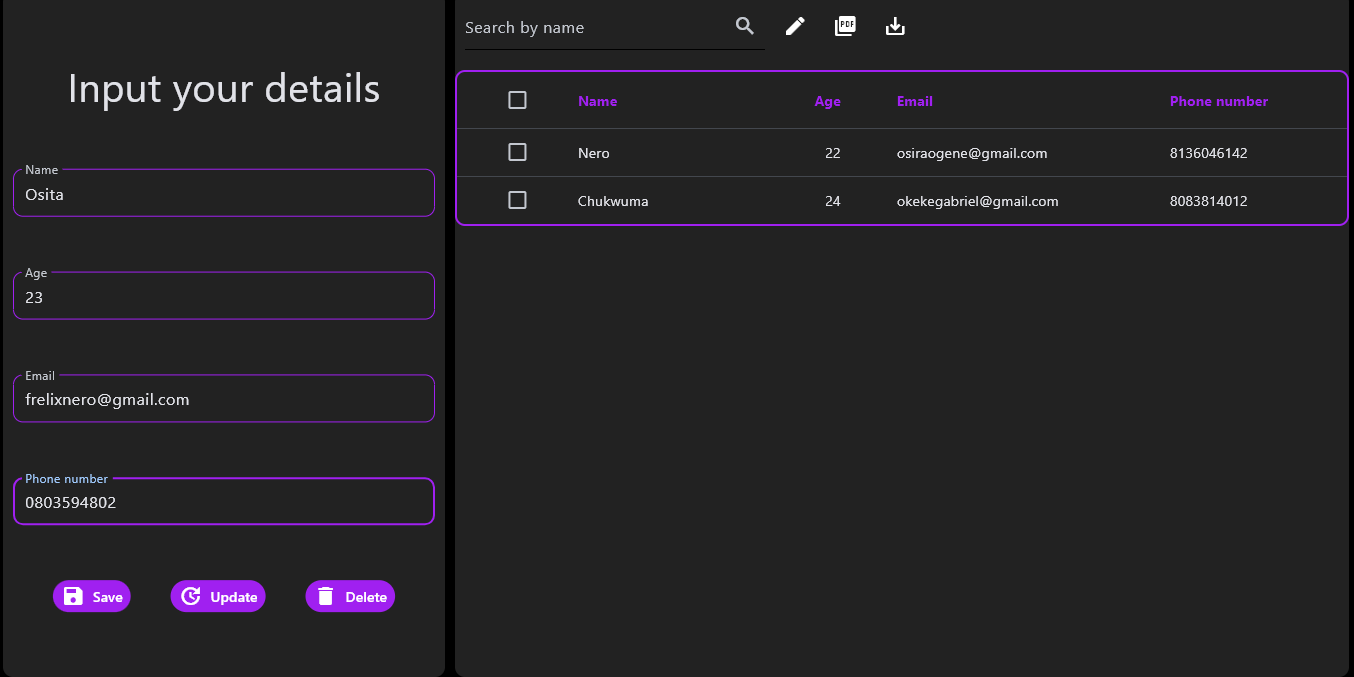 Input your details
Name
Osita
Age
23
Email
frelixnero@gmail.com
Phone number
0803594802
Save Update Delete
Search by name
PDF
Name Age Email Phone number
Nero 22 osiraogene@gmail.com 8136046142
Chukwuma 24 okekegabriel@gmail.com 8083814012